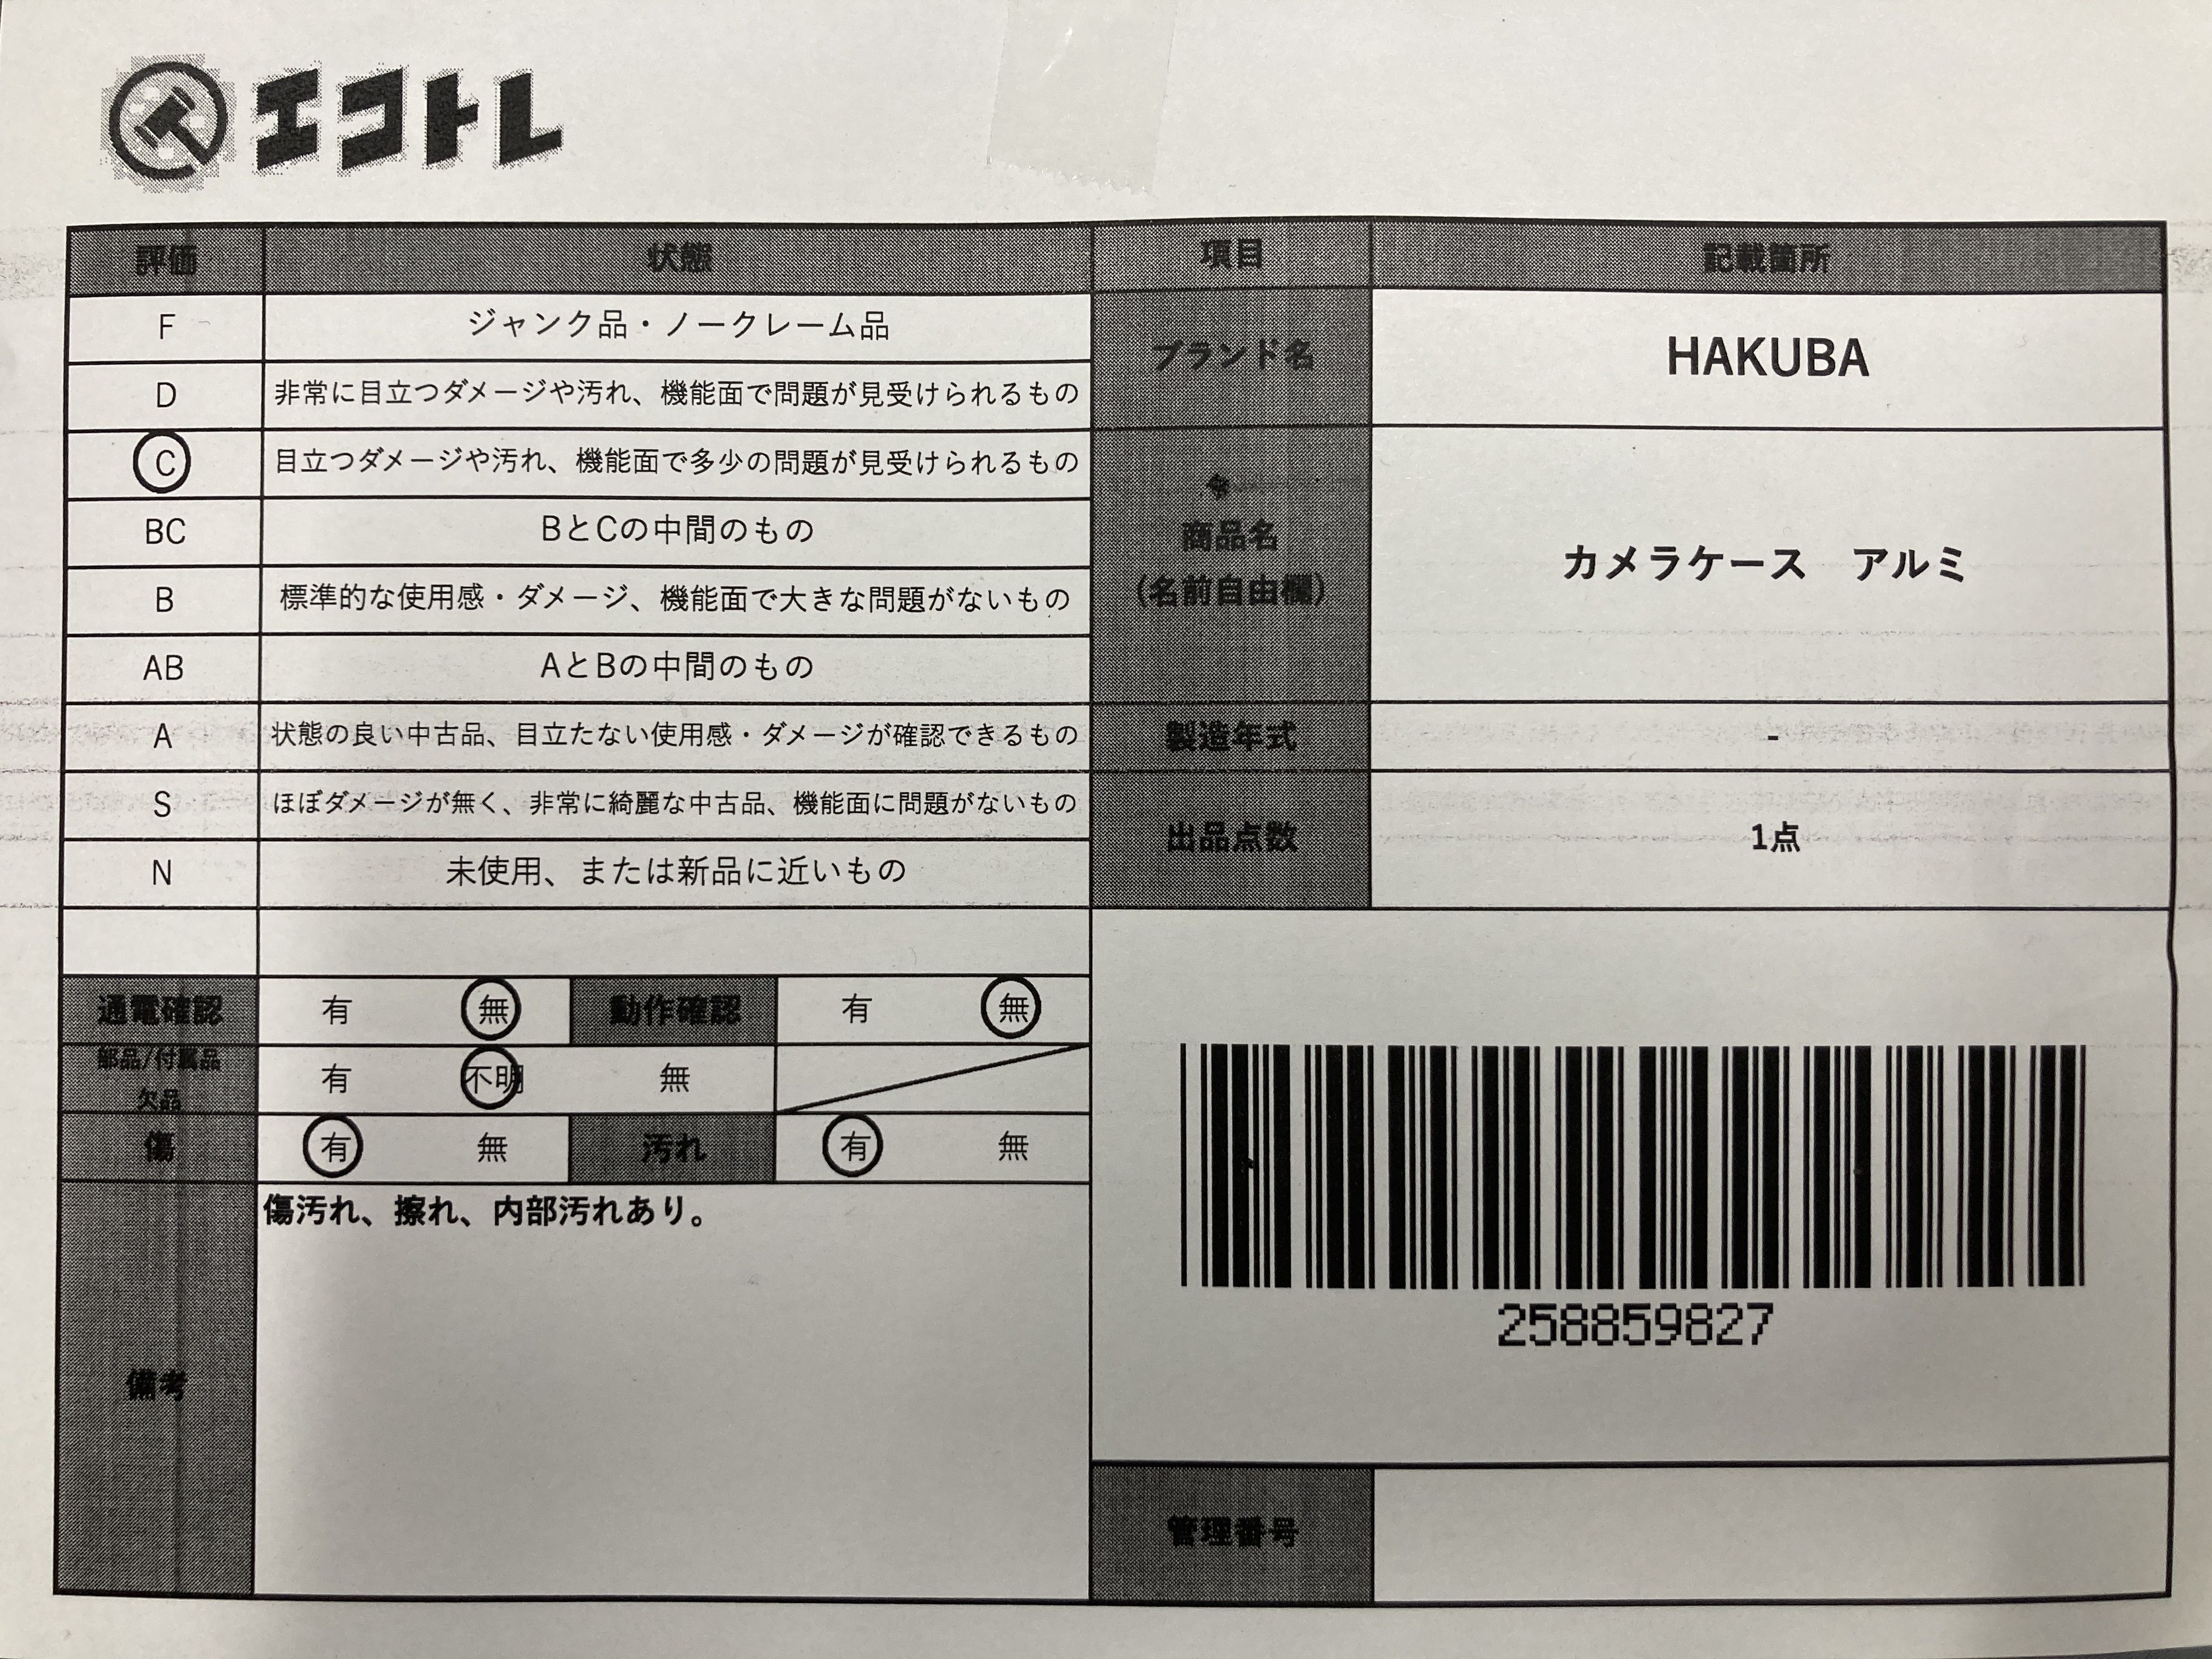 エコトレ
評価 状態
F ジャンク品・ノークレーム品
D 非常に目立つダメージや汚れ、機能面で問題が見受けられるもの
C 目立つダメージや汚れ、機能面で多少の問題が見受けられるもの
BC BとCの中間のもの
B 標準的な使用感・ダメージ、機能面で大きな問題がないもの
AB AとBの中間のもの
A 状態の良い中古品、目立たない使用感・ダメージが確認できるもの
S ほぼダメージが無く、非常に綺麗な中古品、機能面に問題がないもの
N 未使用、または新品に近いもの
通電確認 有 無 動作確認 有 無
部品/付属品
欠品
有 不明 無
傷 有 無 汚れ 有 無
備考
傷汚れ、擦れ、内部汚れあり。
項目 記載箇所
ブランド名 HAKUBA
商品名
(名前自由欄)
カメラケース アルミ
製造年式 -
出品点数 1点
258859827
管理番号